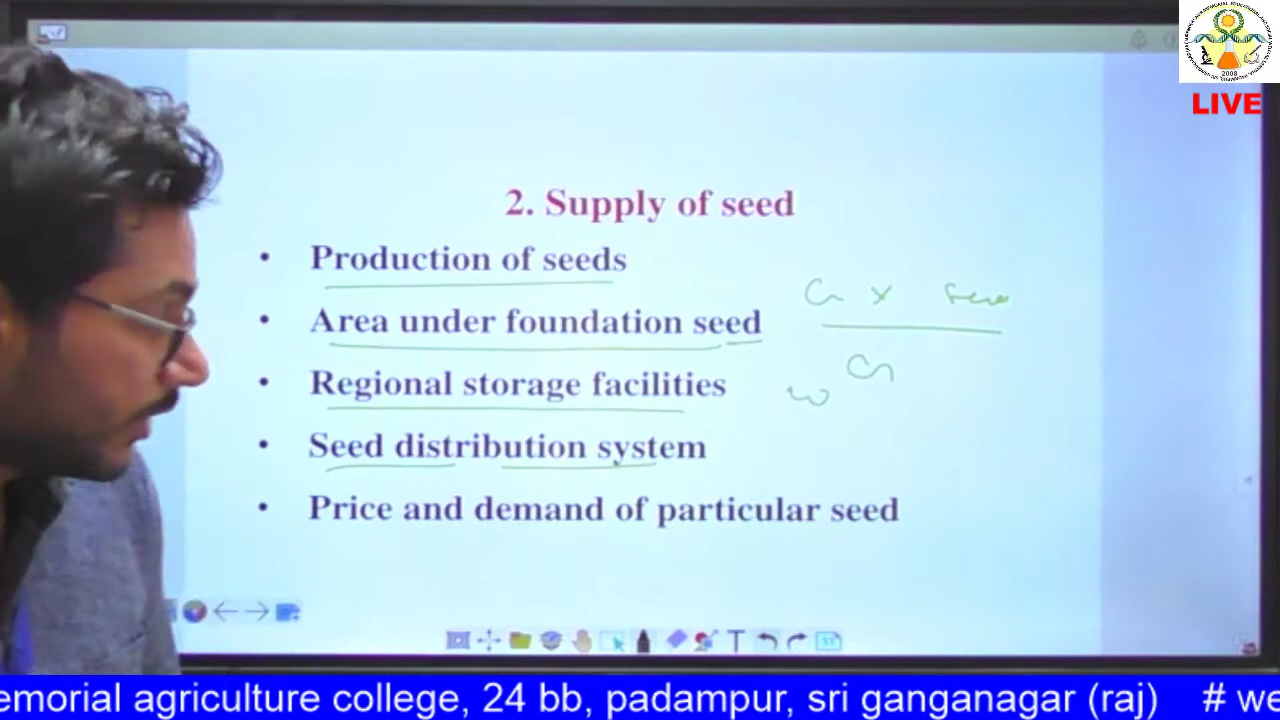 2008
LIVE
2. Supply of seed
• Production of seeds
• Area under foundation seed
• Regional storage facilities
• Seed distribution system
• Price and demand of particular seed
T
emorial agriculture college, 24 bb, padampur, sri ganganagar (raj) # we